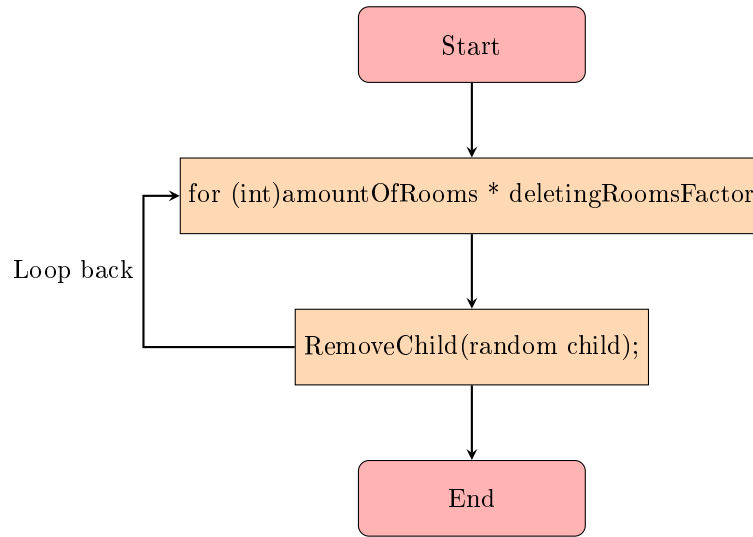 Start
for (int)amountOfRooms * deletingRoomsFactor
Loop back
RemoveChild(random child);
End